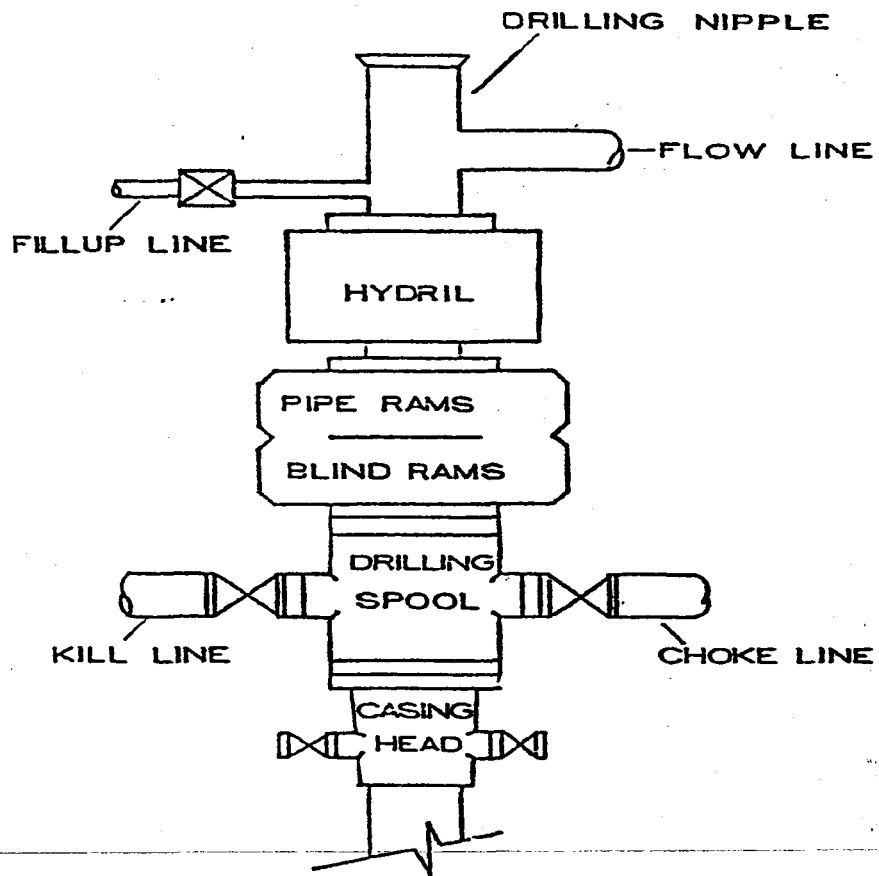 DRILLING NIPPLE
FLOW LINE
FILLUP LINE
HYDRIL
PIPE RAMS
BLIND RAMS
DRILLING
SPOOL
KILL LINE
CHOKE LINE
CASING
HEAD